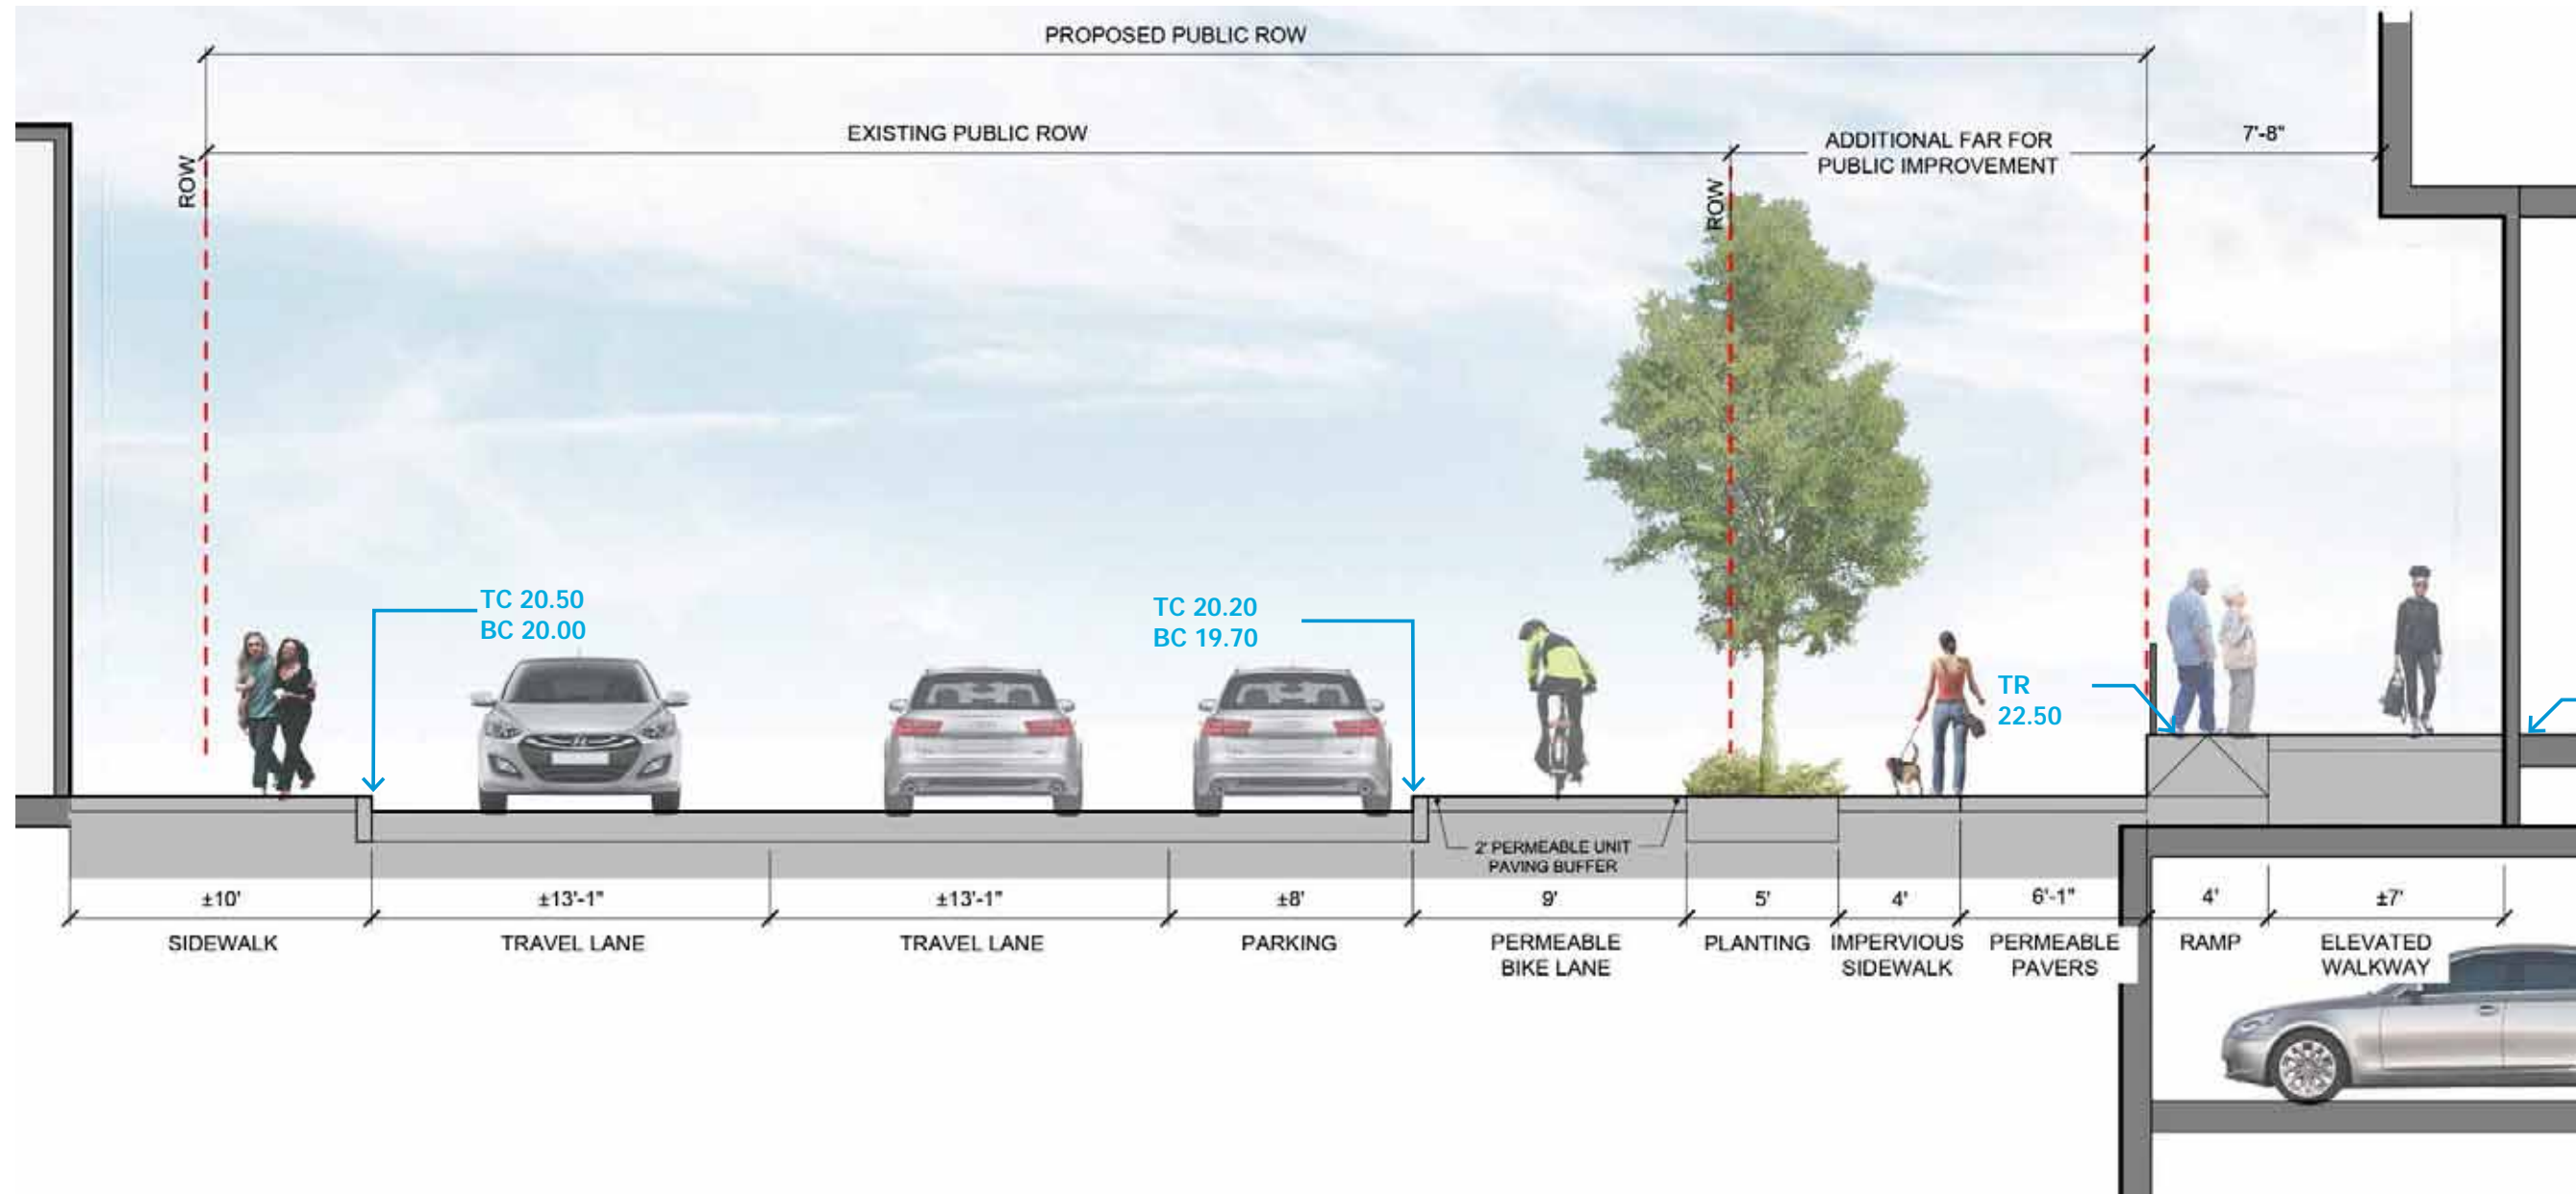 PROPOSED PUBLIC ROW
EXISTING PUBLIC ROW
ADDITIONAL FAR FOR
PUBLIC IMPROVEMENT
7'-8"
ROW
ROW
TC 20.50
BC 20.00
TC 20.20
BC 19.70
TR
22.50
2' PERMEABLE UNIT
PAVING BUFFER
±10'
±13'-1"
±13'-1"
±8'
9'
5'
4'
6'-1"
4'
±7'
SIDEWALK
TRAVEL LANE
TRAVEL LANE
PARKING
PERMEABLE
BIKE LANE
PLANTING
IMPERVIOUS
SIDEWALK
PERMEABLE
PAVERS
RAMP
ELEVATED
WALKWAY